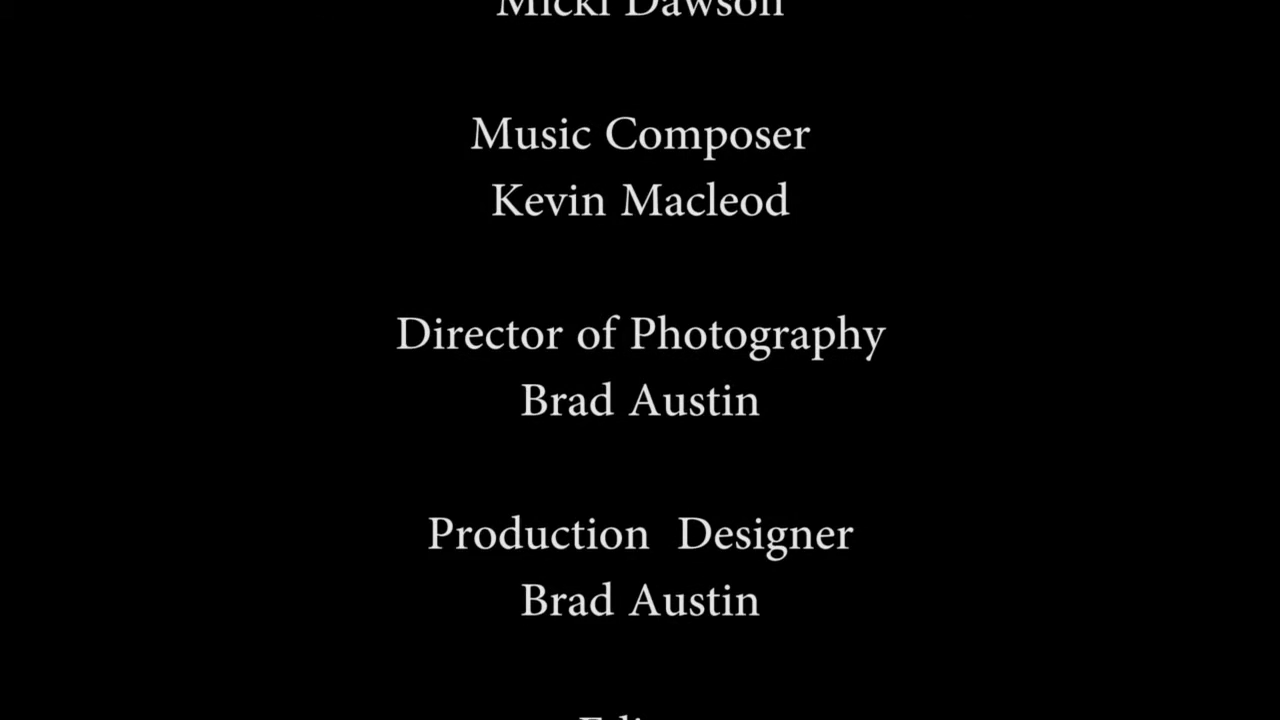 Micki Dawson
Music Composer
Kevin Macleod
Director of Photography
Brad Austin
Production  Designer
Brad Austin